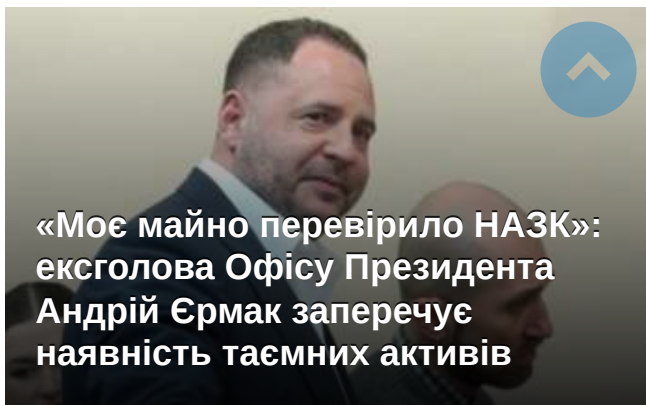 «Моє майно перевірило НАЗК»:
ексголова Офісу Президента
Андрій Єрмак заперечує
наявність таємних активів